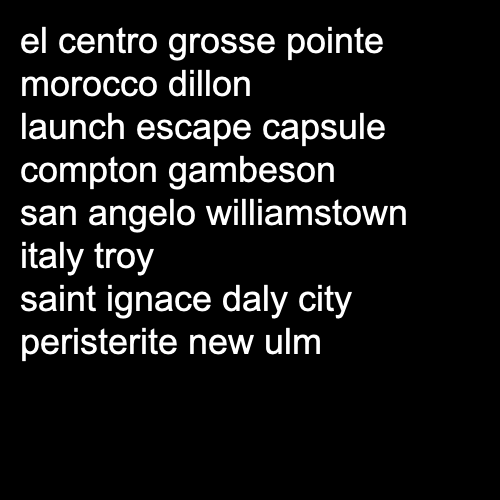 el centro grosse pointe
morocco dillon
launch escape capsule
compton gambeson
san angelo williamstown
italy troy
saint ignace daly city
peristerite new ulm